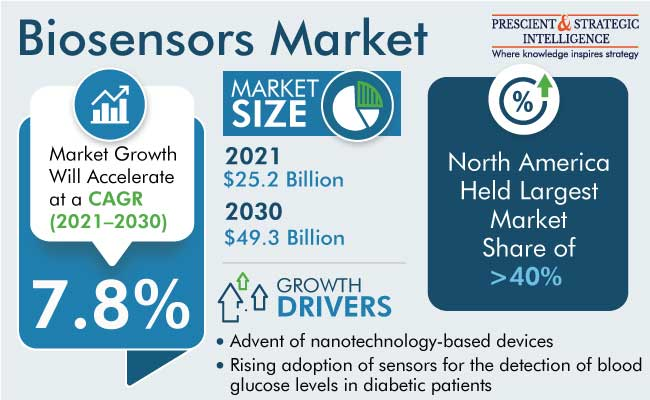 Biosensors Market
PRESCIENT & STRATEGIC
INTELLIGENCE
Where knowledge inspires strategy
Market Growth
Will Accelerate
at a CAGR
(2021–2030)
7.8%
MARKET
SIZE
2021
$25.2 Billion
2030
$49.3 Billion
GROWTH
DRIVERS
• Advent of nanotechnology-based devices
• Rising adoption of sensors for the detection of blood
glucose levels in diabetic patients
%
North America
Held Largest
Market
Share of
>40%